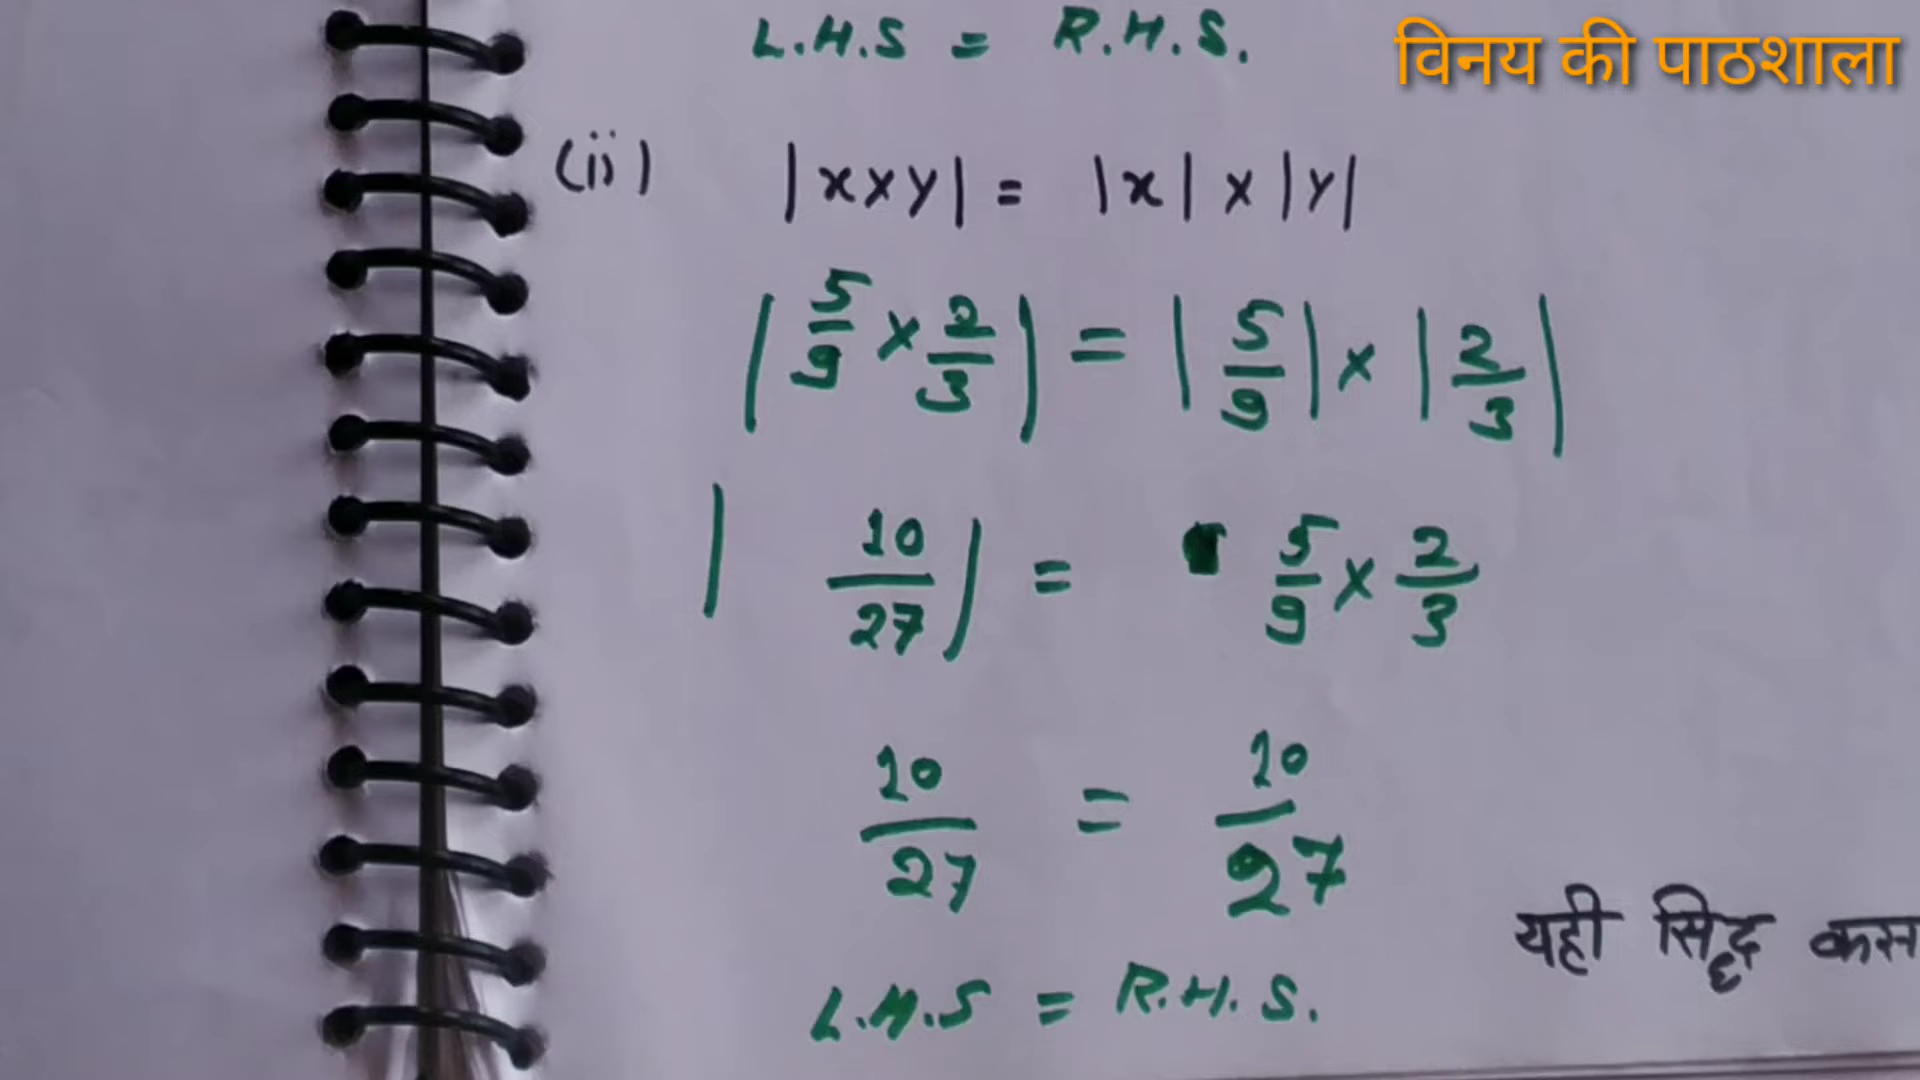 L.H.S = R.H.S.
विनय की पाठशाला
(ii) |x×y| = |x| × |y|
|5/9 × 2/3| = |5/9| × |2/3|
|10/27| = 5/9 × 2/3
10/27 = 10/27
यही सिद्ध करना
L.H.S = R.H.S.